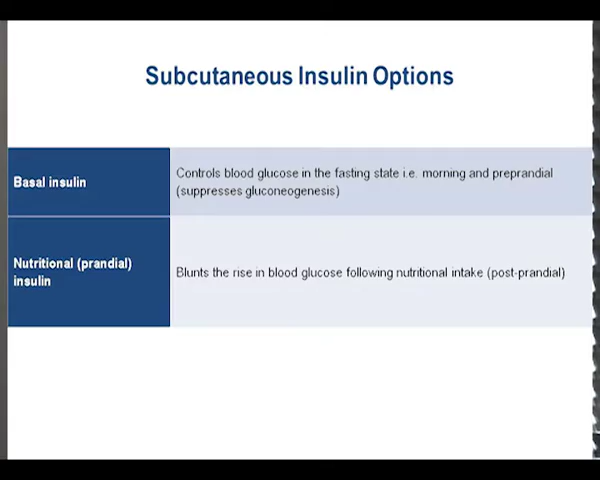 Subcutaneous Insulin Options
Basal insulin
Controls blood glucose in the fasting state i.e. morning and preprandial
(suppresses gluconeogenesis)
Nutritional (prandial)
insulin
Blunts the rise in blood glucose following nutritional intake (post-prandial)